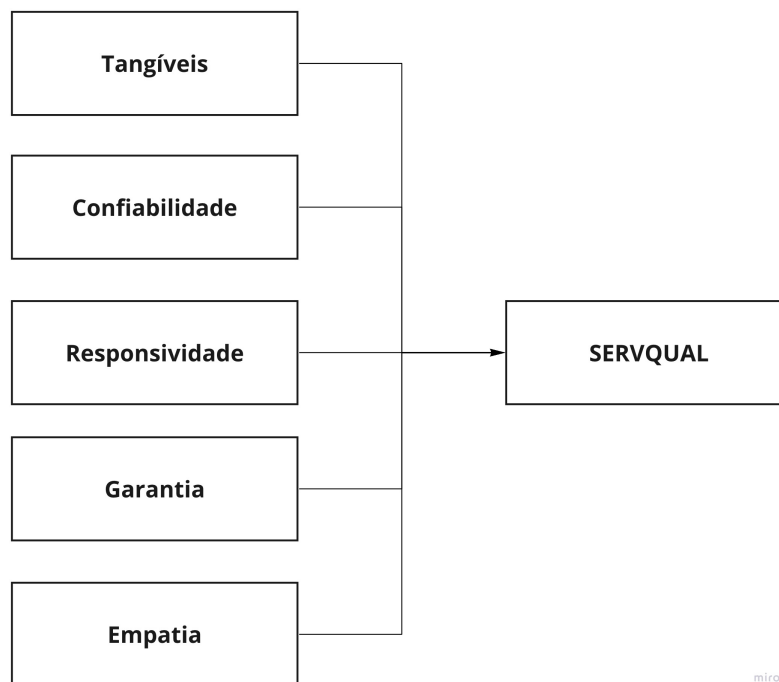 Tangíveis
Confiabilidade
Responsividade
SERVQUAL
Garantia
Empatia
miro